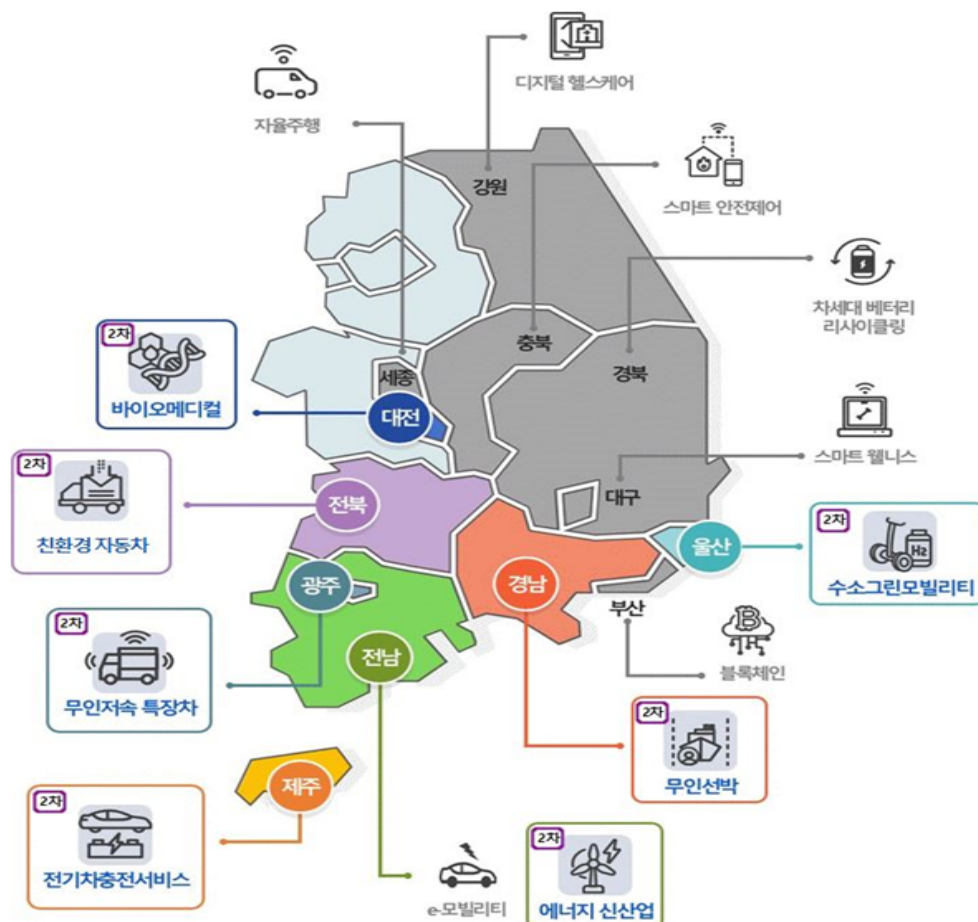 디지털 헬스케어
자율주행
강원
스마트 안전제어
차세대 베터리
리사이클링
2차
바이오메디컬
충북
경북
세종
대전
스마트 웰니스
2차
친환경 자동차
전북
대구
2차
수소그린모빌리티
H2
울산
광주
경남
부산
블록체인
2차
무인저속 특장차
전남
2차
무인선박
제주
2차
전기차충전서비스
e-모빌리티
2차
에너지 신산업